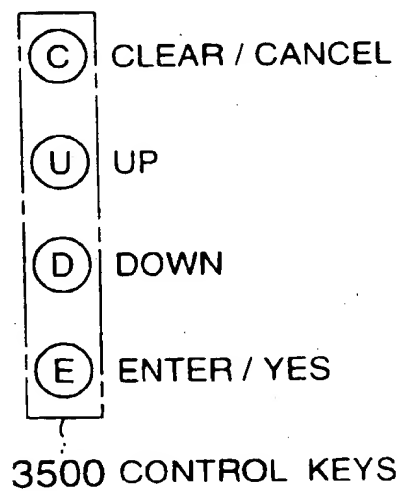 C CLEAR / CANCEL
U UP
D DOWN
E ENTER / YES
3500 CONTROL KEYS